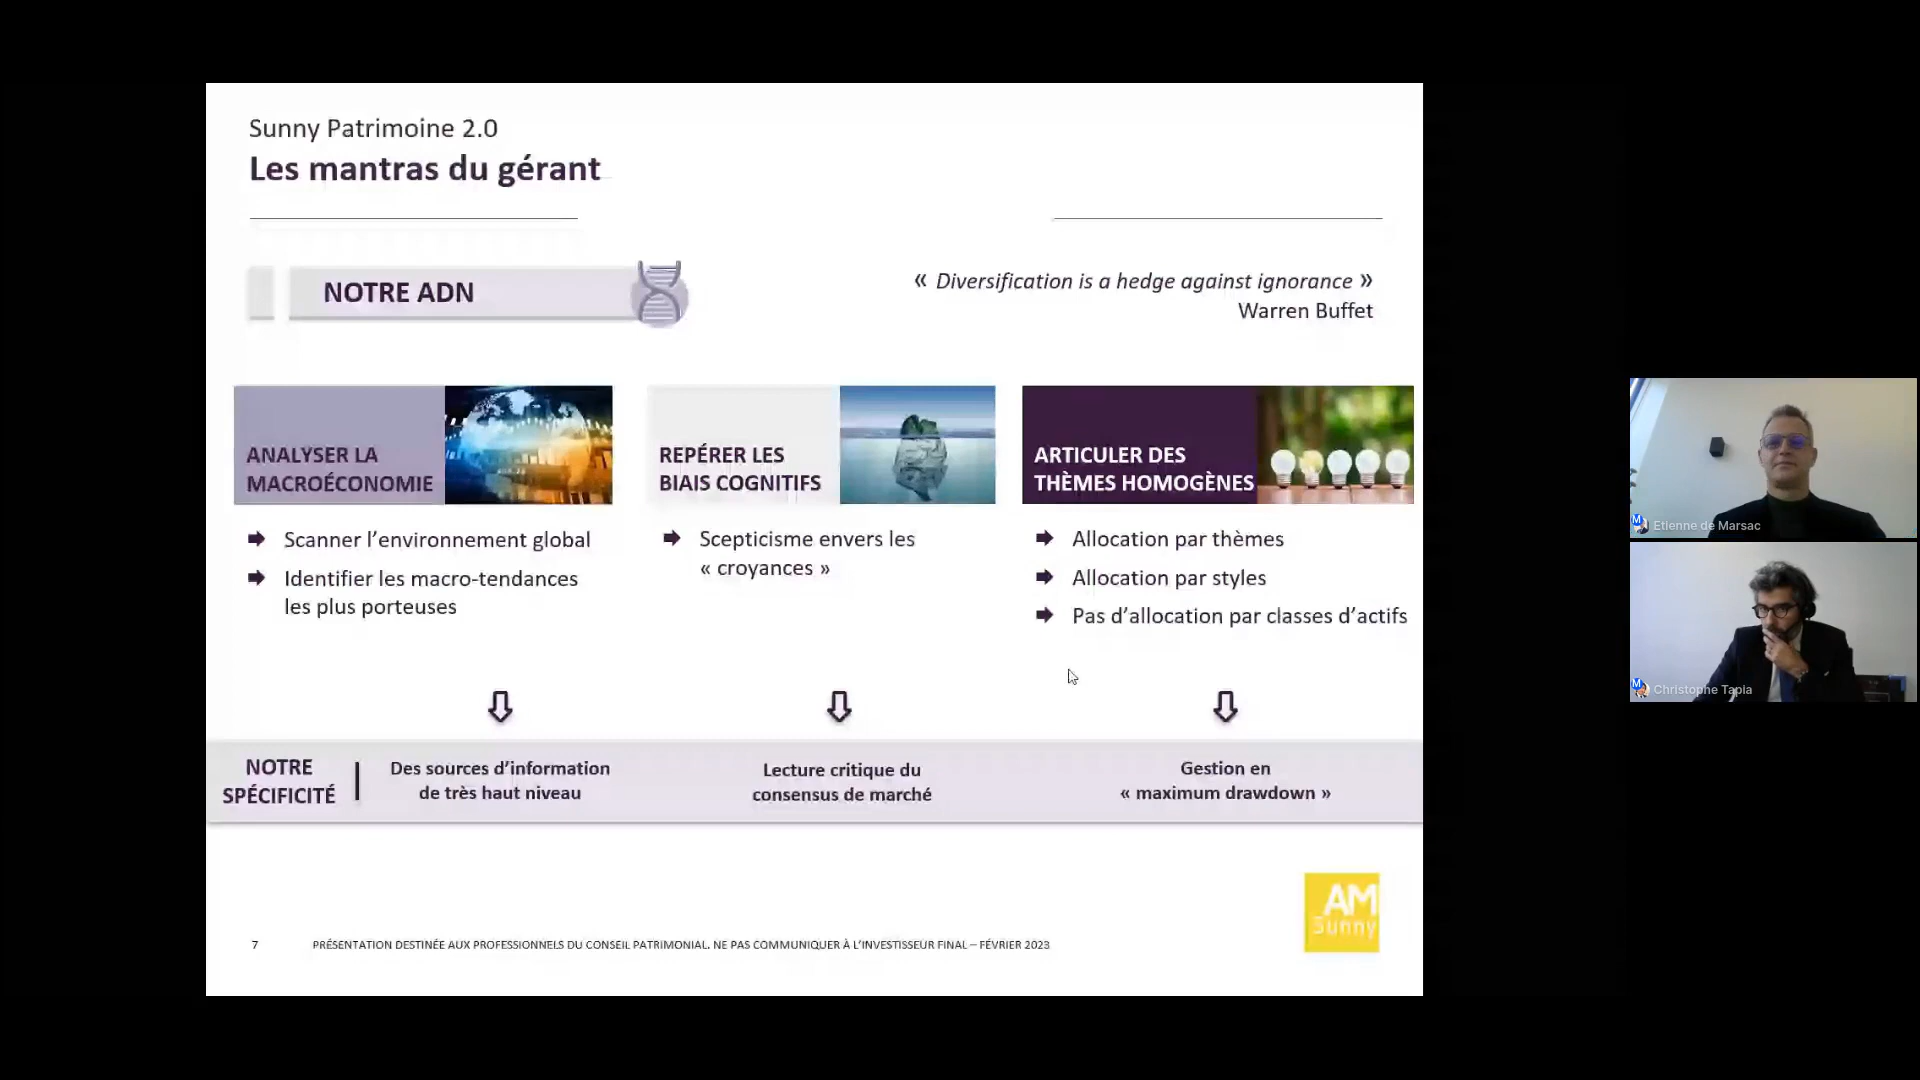 Sunny Patrimoine 2.0
Les mantras du gérant
NOTRE ADN
« Diversification is a hedge against ignorance »
Warren Buffet
ANALYSER LA
MACROÉCONOMIE
Scanner l’environnement global
Identifier les macro-tendances
les plus porteuses
REPÉRER LES
BIAIS COGNITIFS
Scepticisme envers les
« croyances »
ARTICULER DES
THÈMES HOMOGÈNES
Allocation par thèmes
Allocation par styles
Pas d’allocation par classes d’actifs
NOTRE
SPÉCIFICITÉ
Des sources d’information
de très haut niveau
Lecture critique du
consensus de marché
Gestion en
« maximum drawdown »
AM
Sunny
7
PRÉSENTATION DESTINÉE AUX PROFESSIONNELS DU CONSEIL PATRIMONIAL. NE PAS COMMUNIQUER À L’INVESTISSEUR FINAL – FÉVRIER 2023
Etienne de Marsac
Christophe Tapia